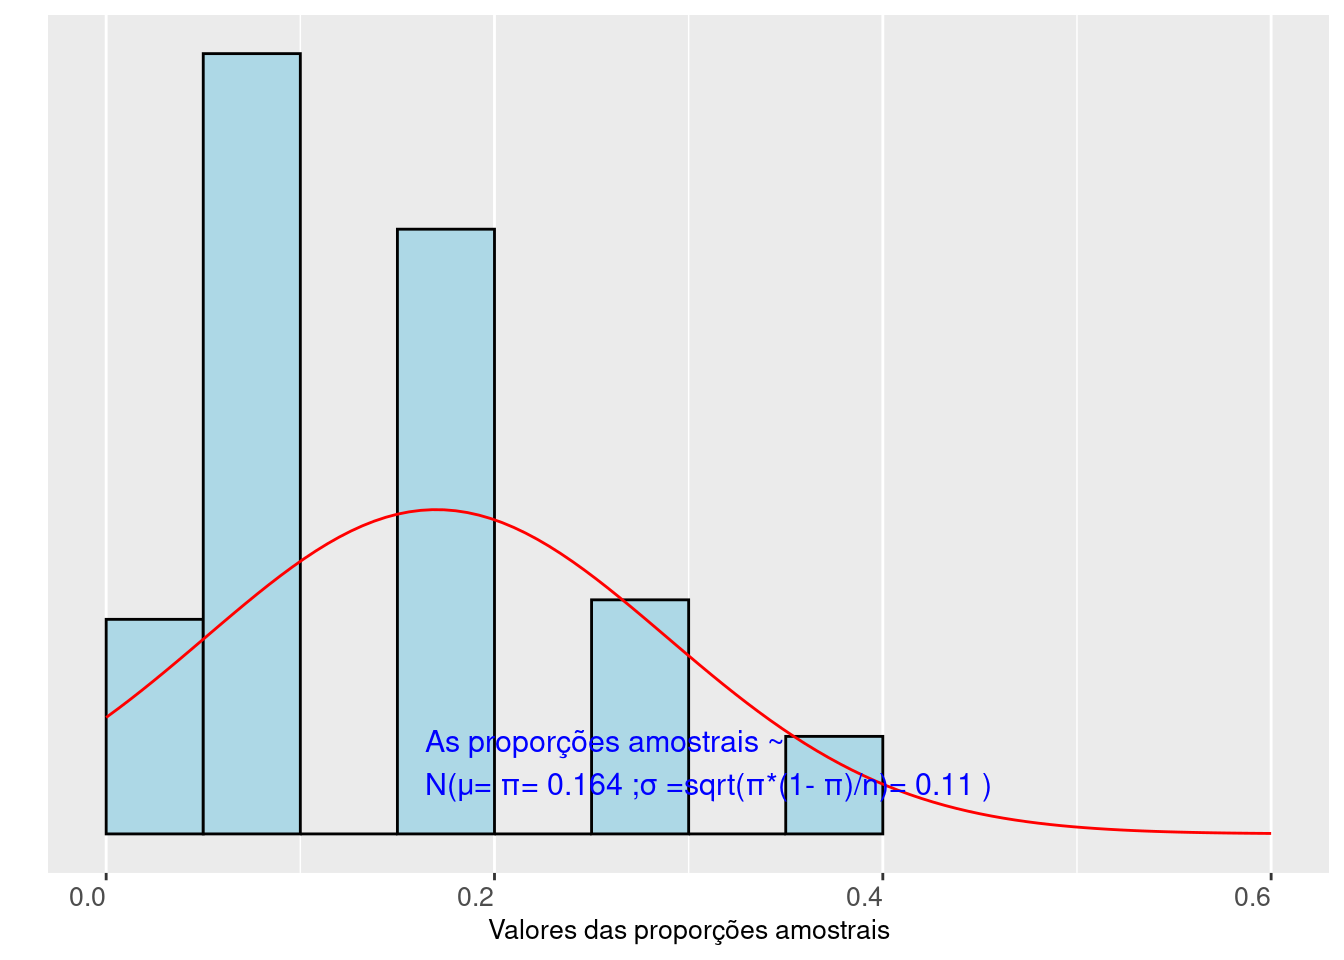 As proporções amostrais ~
N(μ= π= 0.164 ;σ =sqrt(π*(1- π)/n)= 0.11 )
0.0 0.2 0.4 0.6
Valores das proporções amostrais